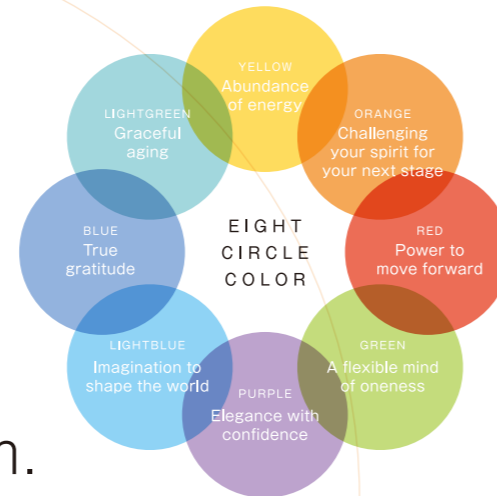 YELLOW
Abundance
of energy
ORANGE
Challenging
your spirit for
your next stage
RED
Power to
move forward
GREEN
A flexible mind
of oneness
PURPLE
Elegance with
confidence
LIGHTBLUE
Imagination to
shape the world
BLUE
True
gratitude
LIGHTGREEN
Graceful
aging
EIGHT
CIRCLE
COLOR
n.